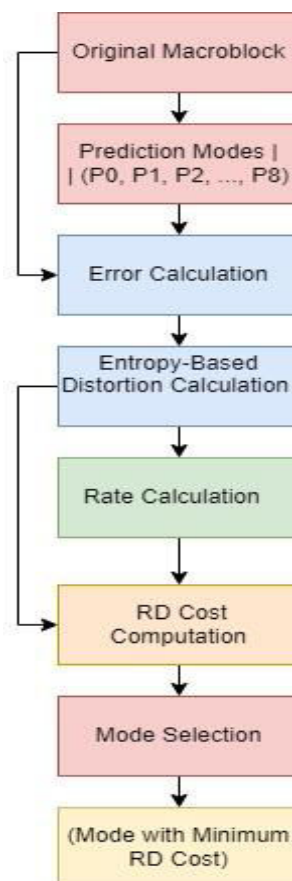 Original Macroblock
Prediction Modes |
| (P0, P1, P2, ..., P8)
Error Calculation
Entropy-Based
Distortion Calculation
Rate Calculation
RD Cost
Computation
Mode Selection
(Mode with Minimum
RD Cost)